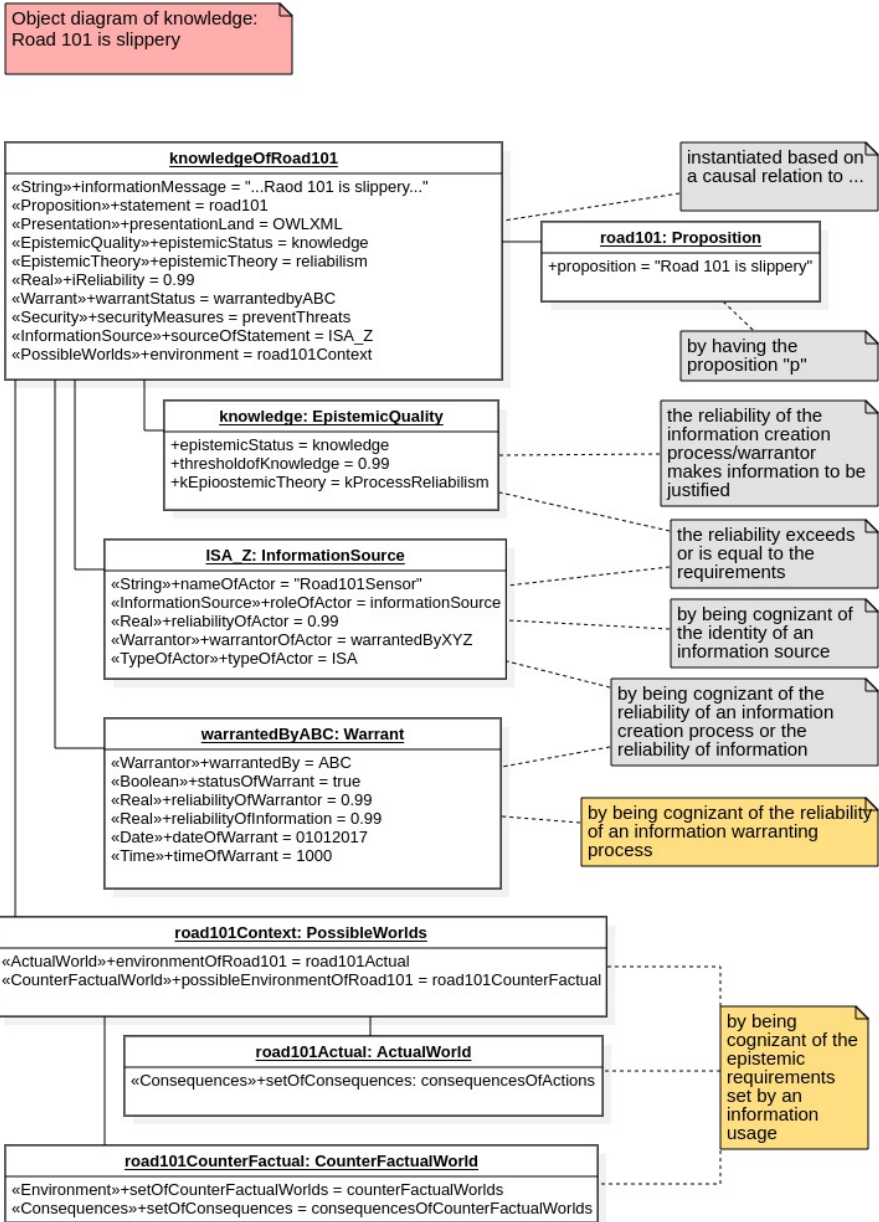 Object diagram of knowledge:
Road 101 is slippery
knowledgeOfRoad101
«String»+informationMessage = "...Raod 101 is slippery..."
«Proposition»+statement = road101
«Presentation»+presentationLand = OWLXML
«EpistemicQuality»+epistemicStatus = knowledge
«EpistemicTheory»+epistemicTheory = reliabilism
«Real»+iReliability = 0.99
«Warrant»+warrantStatus = warrantedbyABC
«Security»+securityMeasures = preventThreats
«InformationSource»+sourceOfStatement = ISA_Z
«PossibleWorlds»+environment = road101Context
instantiated based on
a causal relation to ...
road101: Proposition
+proposition = "Road 101 is slippery"
by having the
proposition "p"
knowledge: EpistemicQuality
+epistemicStatus = knowledge
+thresholdofKnowledge = 0.99
+kEpioostemicTheory = kProcessReliabilism
the reliability of the
information creation
process/warrantor
makes information to be
justified
the reliability exceeds
or is equal to the
requirements
ISA_Z: InformationSource
«String»+nameOfActor = "Road101Sensor"
«InformationSource»+roleOfActor = informationSource
«Real»+reliabilityOfActor = 0.99
«Warrantor»+warrantorOfActor = warrantedByXYZ
«TypeOfActor»+typeOfActor = ISA
by being cognizant of
the identity of an
information source
by being cognizant of the
reliability of an information
creation process or the
reliability of information
warrantedByABC: Warrant
«Warrantor»+warrantedBy = ABC
«Boolean»+statusOfWarrant = true
«Real»+reliabilityOfWarrantor = 0.99
«Real»+reliabilityOfInformation = 0.99
«Date»+dateOfWarrant = 01012017
«Time»+timeOfWarrant = 1000
by being cognizant of the reliability
of an information warranting
process
road101Context: PossibleWorlds
«ActualWorld»+environmentOfRoad101 = road101Actual
«CounterFactualWorld»+possibleEnvironmentOfRoad101 = road101CounterFactual
road101Actual: ActualWorld
«Consequences»+setOfConsequences: consequencesOfActions
by being
cognizant of the
epistemic
requirements
set by an
information
usage
road101CounterFactual: CounterFactualWorld
«Environment»+setOfCounterFactualWorlds = counterFactualWorlds
«Consequences»+setOfConsequences = consequencesOfCounterFactualWorlds